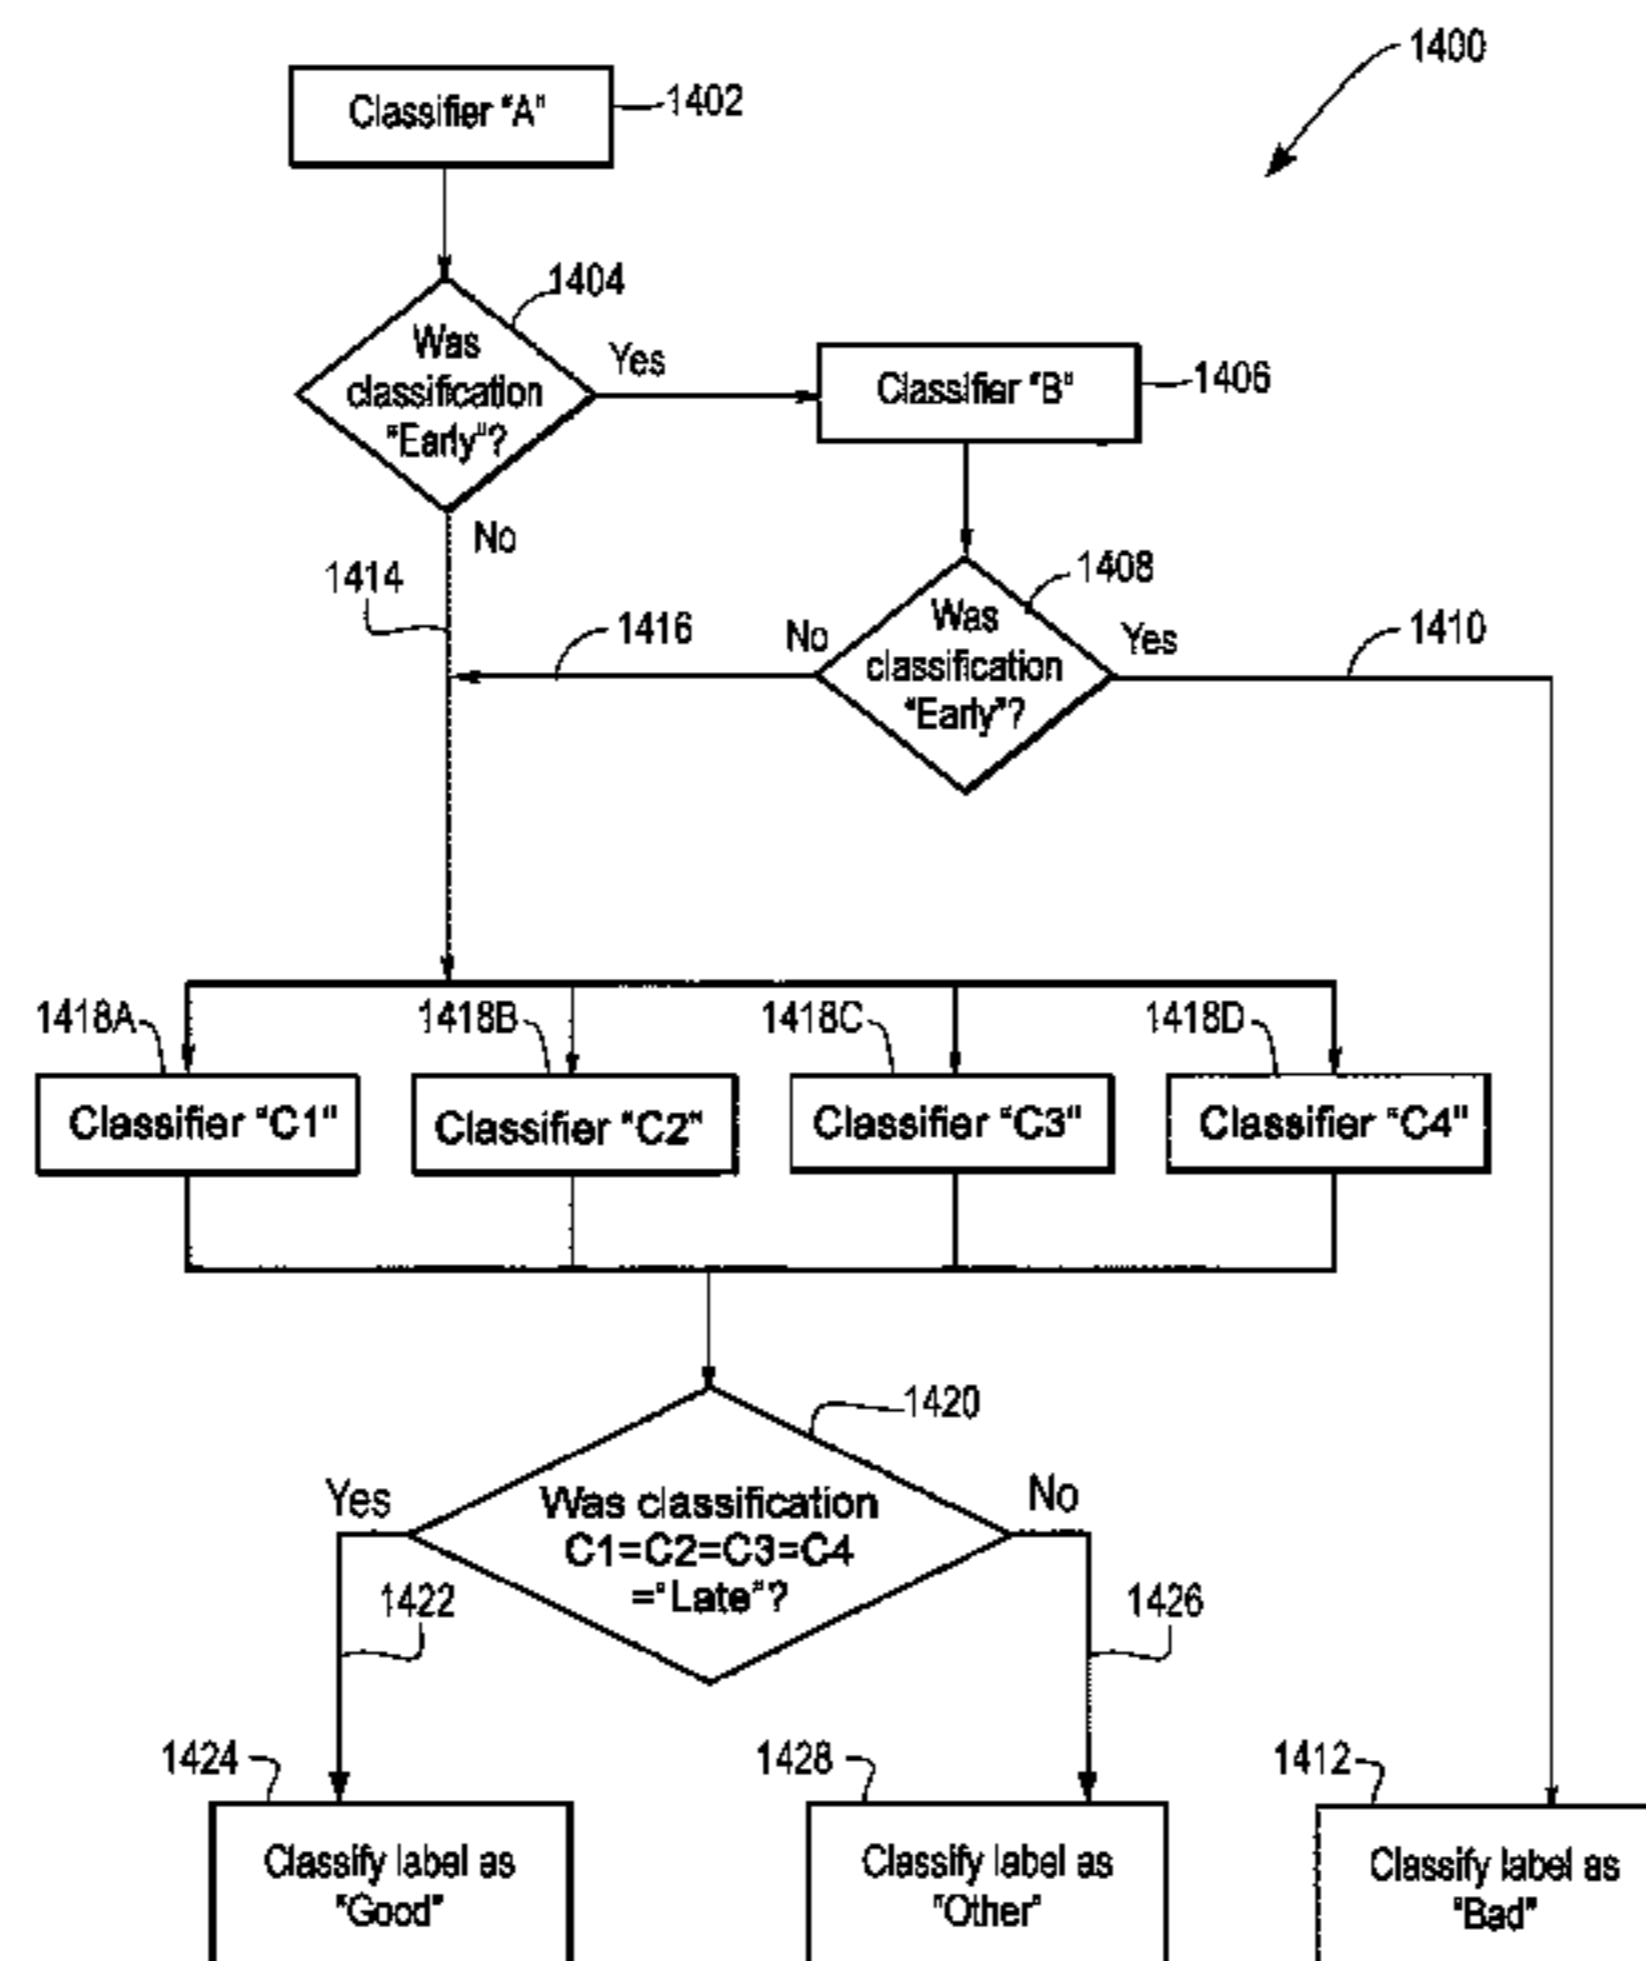 1400
Classifier "A"
1402
1404
Was
classification
"Early"?
Yes
Classifier "B"
1406
No
1414
1408
Was
classification
"Early"?
No
1416
Yes
1410
1418A
1418B
1418C
1418D
Classifier "C1"
Classifier "C2"
Classifier "C3"
Classifier "C4"
1420
Was classification
C1=C2=C3=C4
="Late"?
Yes
No
1422
1426
1424
1428
1412
Classify label as
"Good"
Classify label as
"Other"
Classify label as
"Bad"